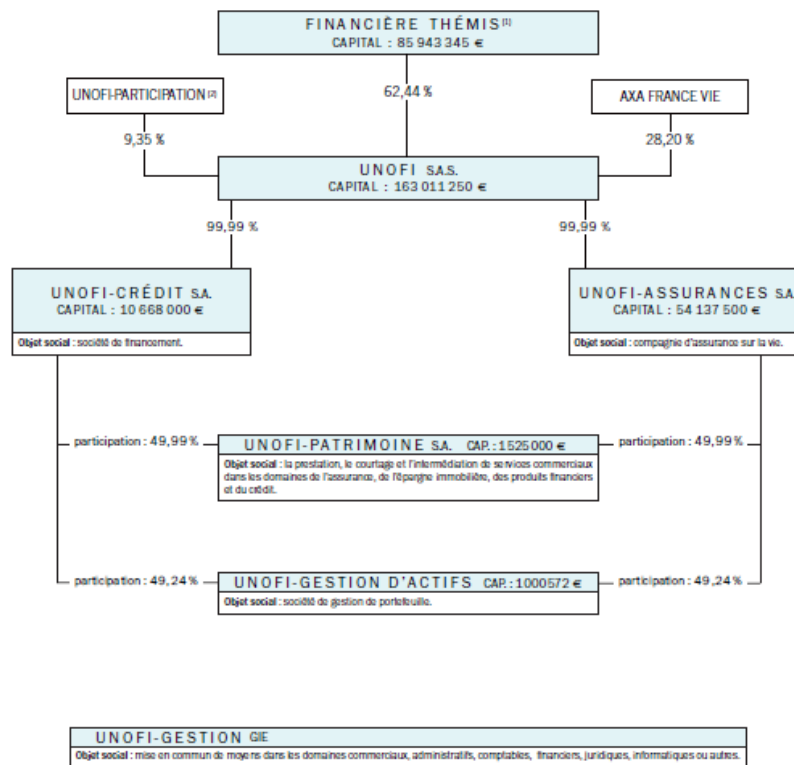 FINANCIÈRE THÉMIS [1]
CAPITAL : 85 943 345 €
UNOFI-PARTICIPATION [2]
62,44 %
AXA FRANCE VIE
9,35 %
28,20 %
UNOFI S.A.S.
CAPITAL : 163 011 250 €
99,99 %
99,99 %
UNOFI-CRÉDIT S.A.
CAPITAL : 10 668 000 €
Objet social : société de financement.
UNOFI-ASSURANCES S.A
CAPITAL : 54 137 500 €
Objet social : compagnie d'assurance sur la vie.
participation : 49,99 %
UNOFI-PATRIMOINE S.A. CAP. : 1 525 000 €
participation : 49,99 %
Objet social : la prestation, le courtage et l'intermédiation de services commerciaux
dans les domaines de l'assurance, de l'épargne immobilière, des produits financiers
et du crédit.
participation : 49,24 %
UNOFI-GESTION D'ACTIFS CAP. : 1 000 572 €
participation : 49,24 %
Objet social : société de gestion de portefeuille.
UNOFI-GESTION GIE
Objet social : mise en commun de moyens dans les domaines commerciaux, administratifs, comptables, financiers, juridiques, informatiques ou autres.